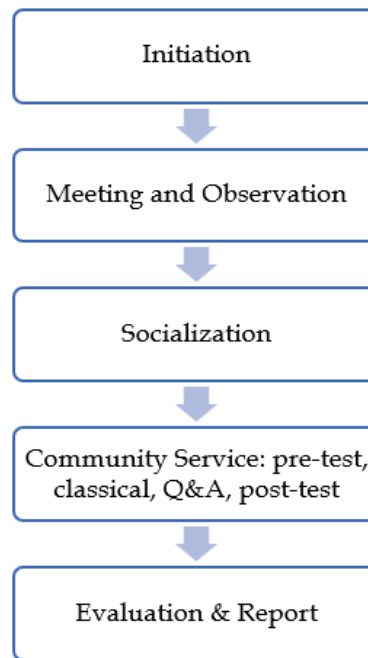 Initiation
Meeting and Observation
Socialization
Community Service: pre-test,
classical, Q&A, post-test
Evaluation & Report